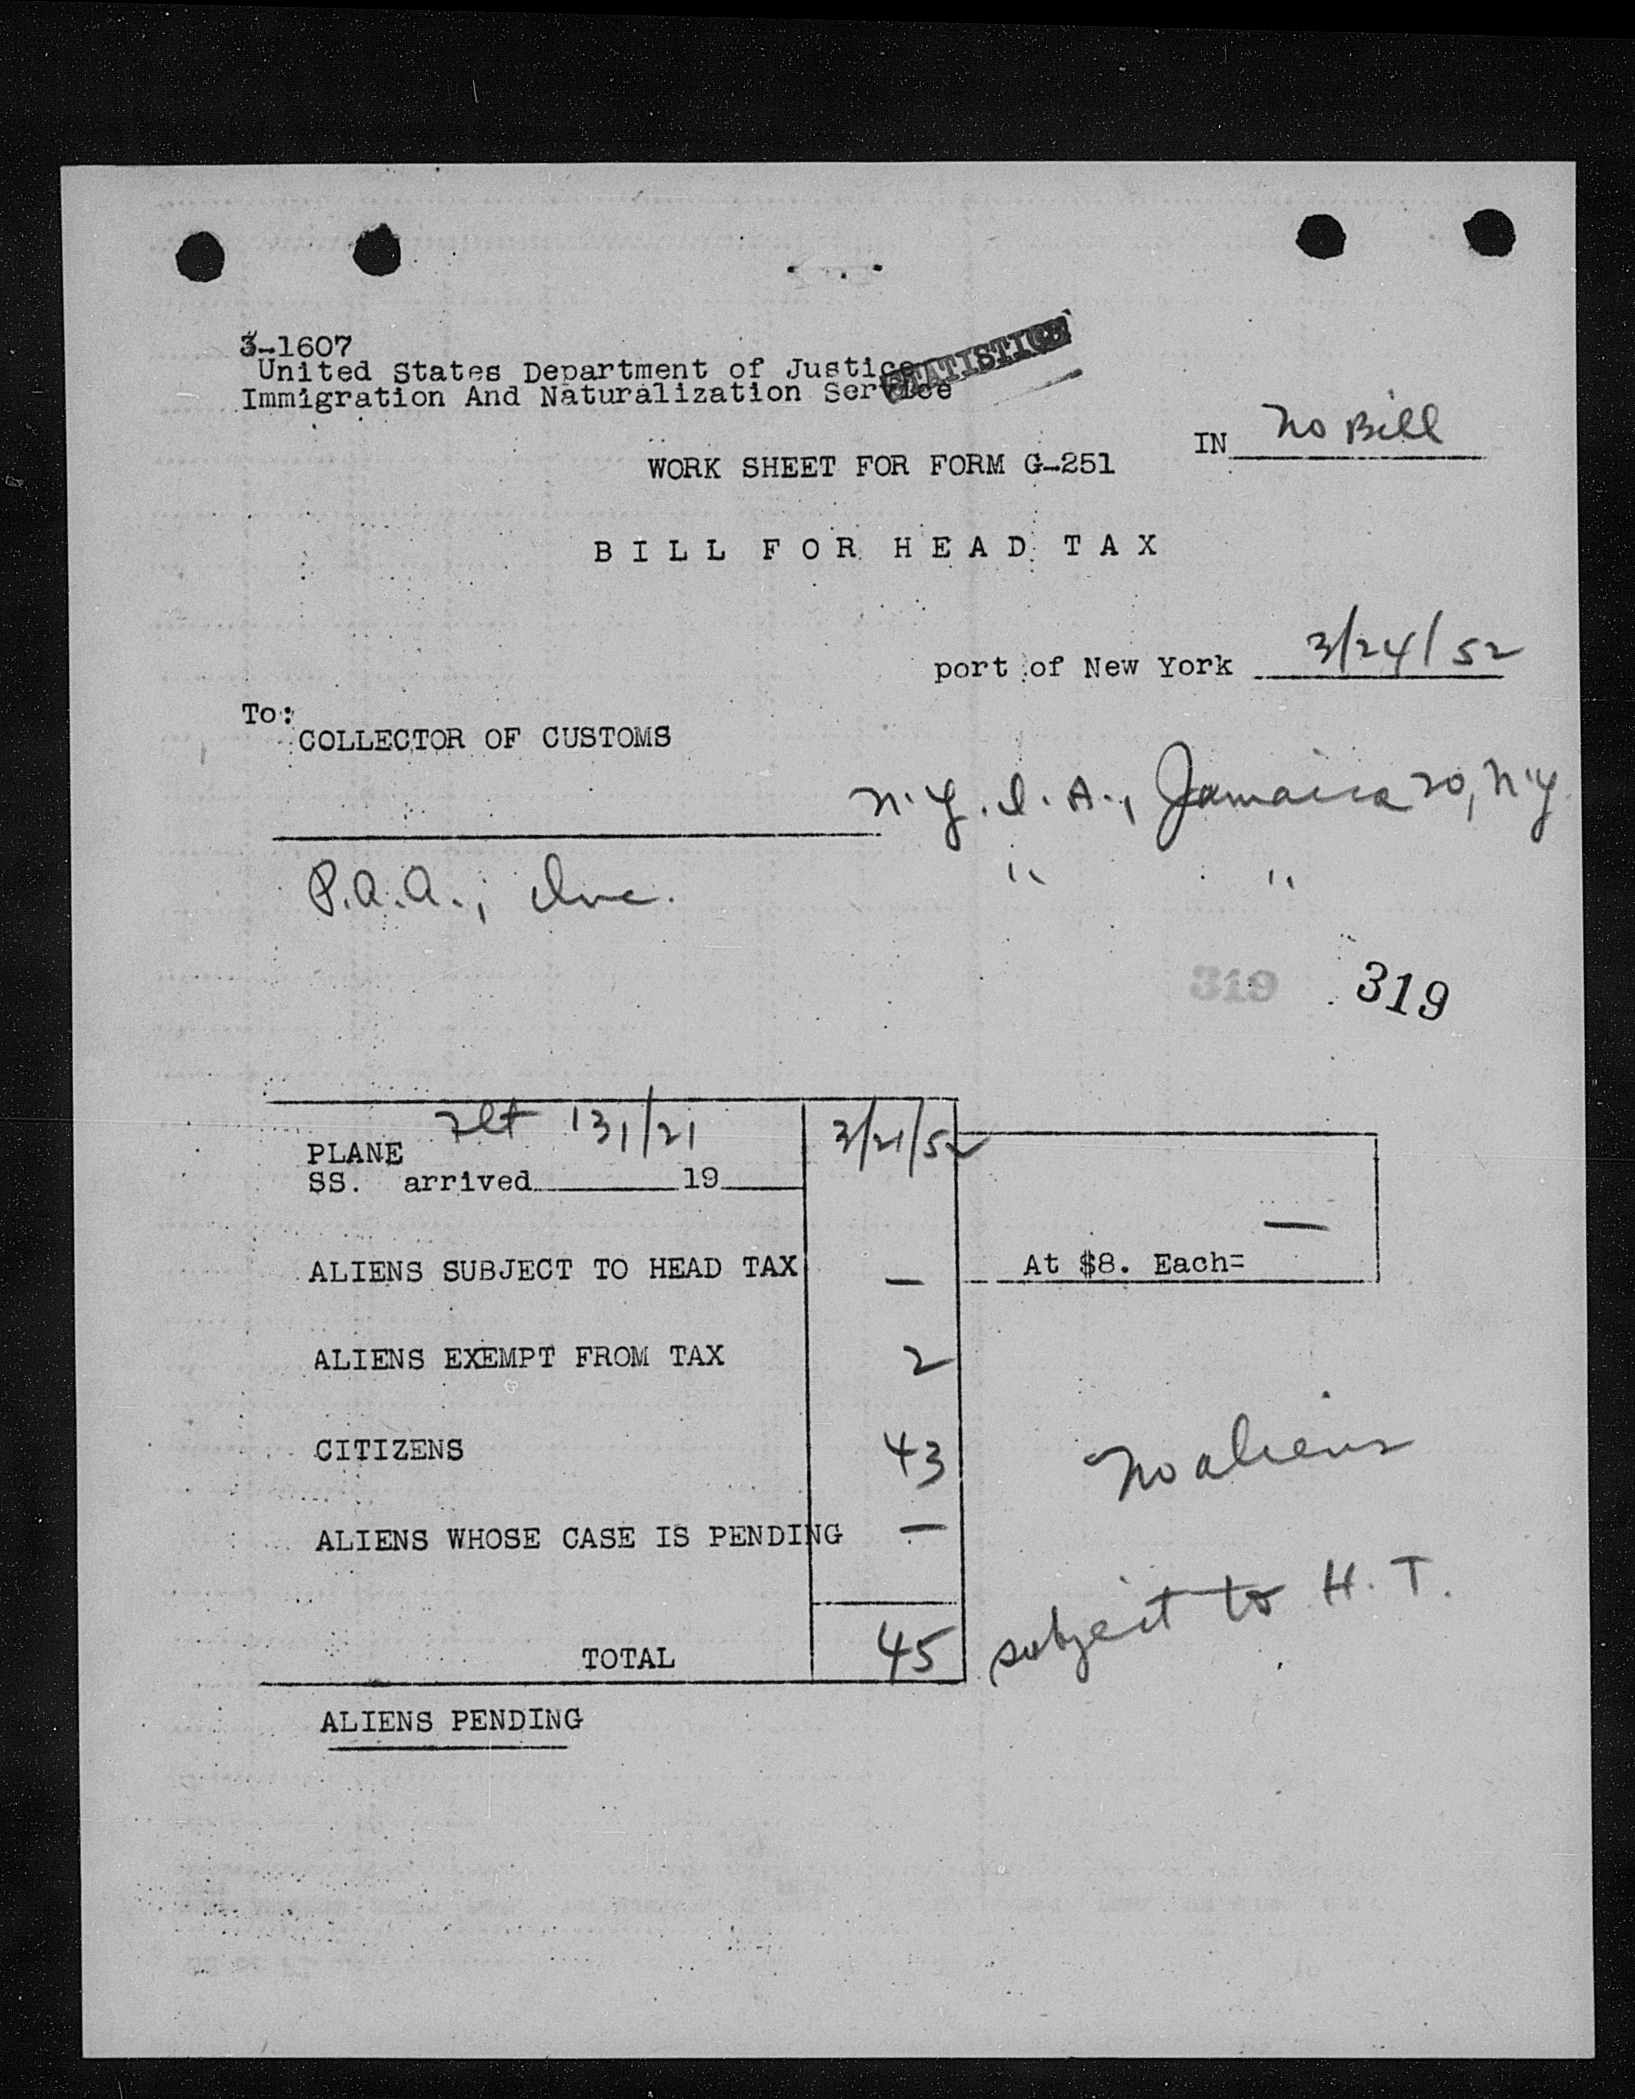 3-1607
United States Department of Justice
STATISTICS
Immigration And Naturalization Service
IN No Bill
WORK SHEET FOR FORM G-251
BILL FOR HEAD TAX
port of New York 3/24/52
To:
COLLECTOR OF CUSTOMS
N.Y.I.A., Jamaica 20, N.Y.
P.A.A., Inc. " "
319 319
Flt 131/21 3/21/52
PLANE
SS. arrived 19
—
ALIENS SUBJECT TO HEAD TAX — At $8. Each=
ALIENS EXEMPT FROM TAX 2
CITIZENS 43 No aliens
ALIENS WHOSE CASE IS PENDING —
subject to H.T.
TOTAL 45
ALIENS PENDING